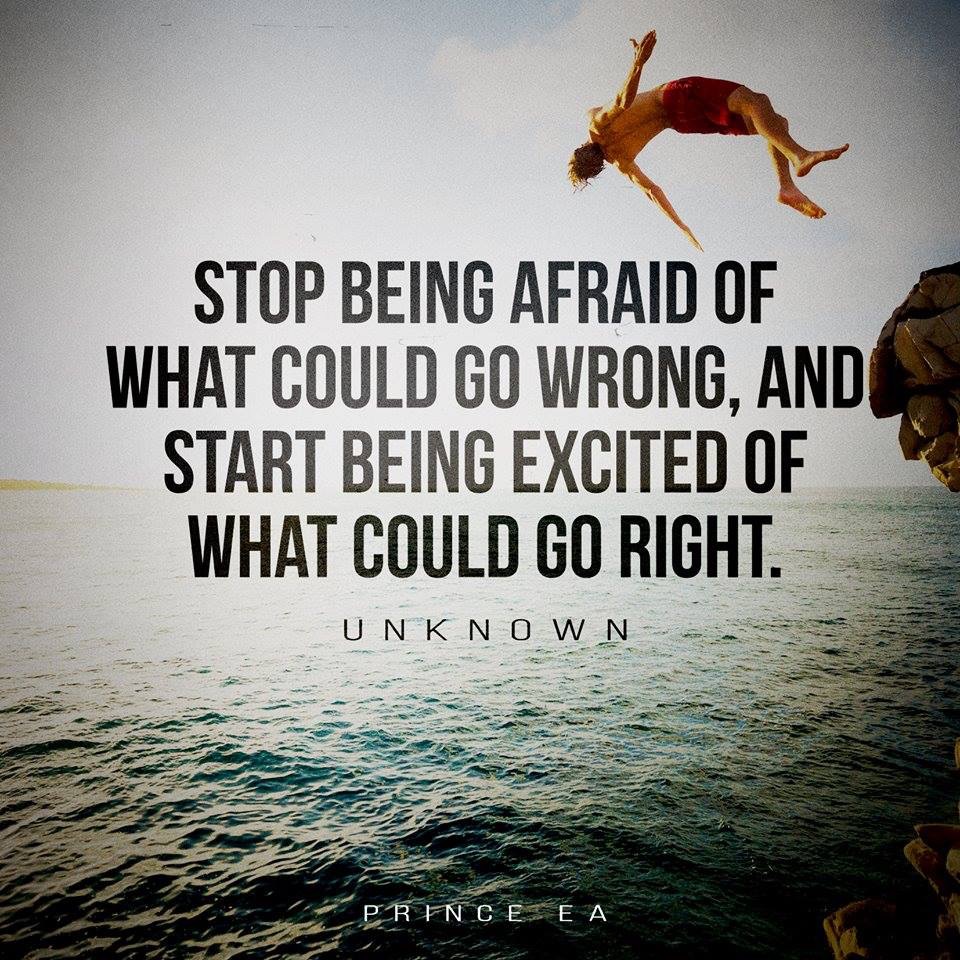 STOP BEING AFRAID OF
WHAT COULD GO WRONG, AND
START BEING EXCITED OF
WHAT COULD GO RIGHT.
UNKNOWN
PRINCE EA